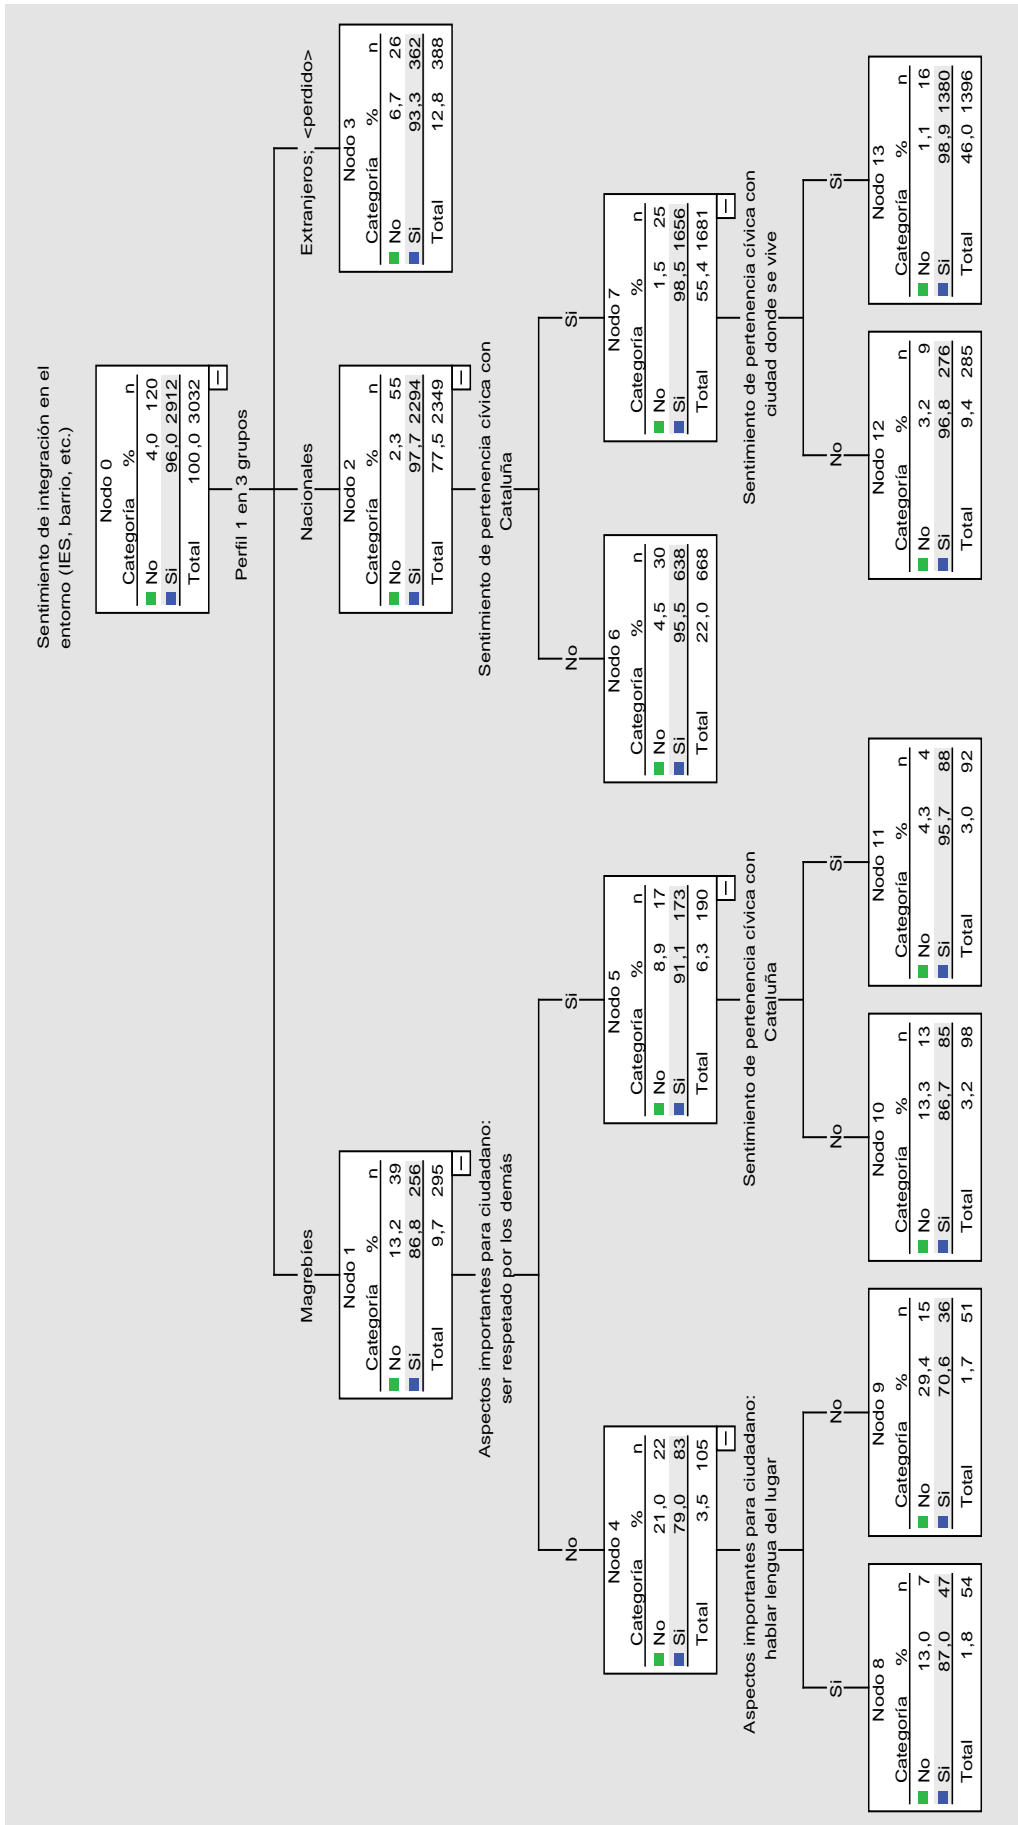 Sentimiento de integración en el
entorno (IES, barrio, etc.)
Nodo 0
Categoría % n
No 4,0 120
Si 96,0 2912
Total 100,0 3032
Perfil 1 en 3 grupos
Magrebíes
Nodo 1
Categoría % n
No 13,2 39
Si 86,8 256
Total 9,7 295
Nacionales
Nodo 2
Categoría % n
No 2,3 55
Si 97,7 2294
Total 77,5 2349
Extranjeros; <perdido>
Nodo 3
Categoría % n
No 6,7 26
Si 93,3 362
Total 12,8 388
Aspectos importantes para ciudadano:
ser respetado por los demás
Sentimiento de pertenencia cívica con
Cataluña
No
Nodo 4
Categoría % n
No 21,0 22
Si 79,0 83
Total 3,5 105
Si
Nodo 5
Categoría % n
No 8,9 17
Si 91,1 173
Total 6,3 190
No
Nodo 6
Categoría % n
No 4,5 30
Si 95,5 638
Total 22,0 668
Si
Nodo 7
Categoría % n
No 1,5 25
Si 98,5 1656
Total 55,4 1681
Aspectos importantes para ciudadano:
hablar lengua del lugar
Sentimiento de pertenencia cívica con
Cataluña
Sentimiento de pertenencia cívica con
ciudad donde se vive
Si
Nodo 8
Categoría % n
No 13,0 7
Si 87,0 47
Total 1,8 54
No
Nodo 9
Categoría % n
No 29,4 15
Si 70,6 36
Total 1,7 51
No
Nodo 10
Categoría % n
No 13,3 13
Si 86,7 85
Total 3,2 98
Si
Nodo 11
Categoría % n
No 4,3 4
Si 95,7 88
Total 3,0 92
No
Nodo 12
Categoría % n
No 3,2 9
Si 96,8 276
Total 9,4 285
Si
Nodo 13
Categoría % n
No 1,1 16
Si 98,9 1380
Total 46,0 1396